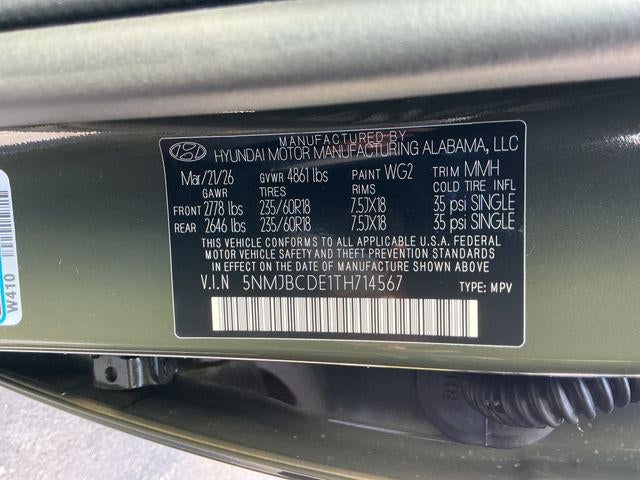 MANUFACTURED BY
HYUNDAI MOTOR MANUFACTURING ALABAMA, LLC
Mar/21/26 GVWR 4861 lbs PAINT WG2 TRIM MMH
GAWR TIRES RIMS COLD TIRE INFL
FRONT 2778 lbs 235/60R18 7.5JX18 35 psi SINGLE
REAR 2646 lbs 235/60R18 7.5JX18 35 psi SINGLE
THIS VEHICLE CONFORMS TO ALL APPLICABLE U.S.A. FEDERAL
MOTOR VEHICLE SAFETY AND THEFT PREVENTION STANDARDS
IN EFFECT ON THE DATE OF MANUFACTURE SHOWN ABOVE
V.I.N 5NMJBCDE1TH714567 TYPE: MPV
W410